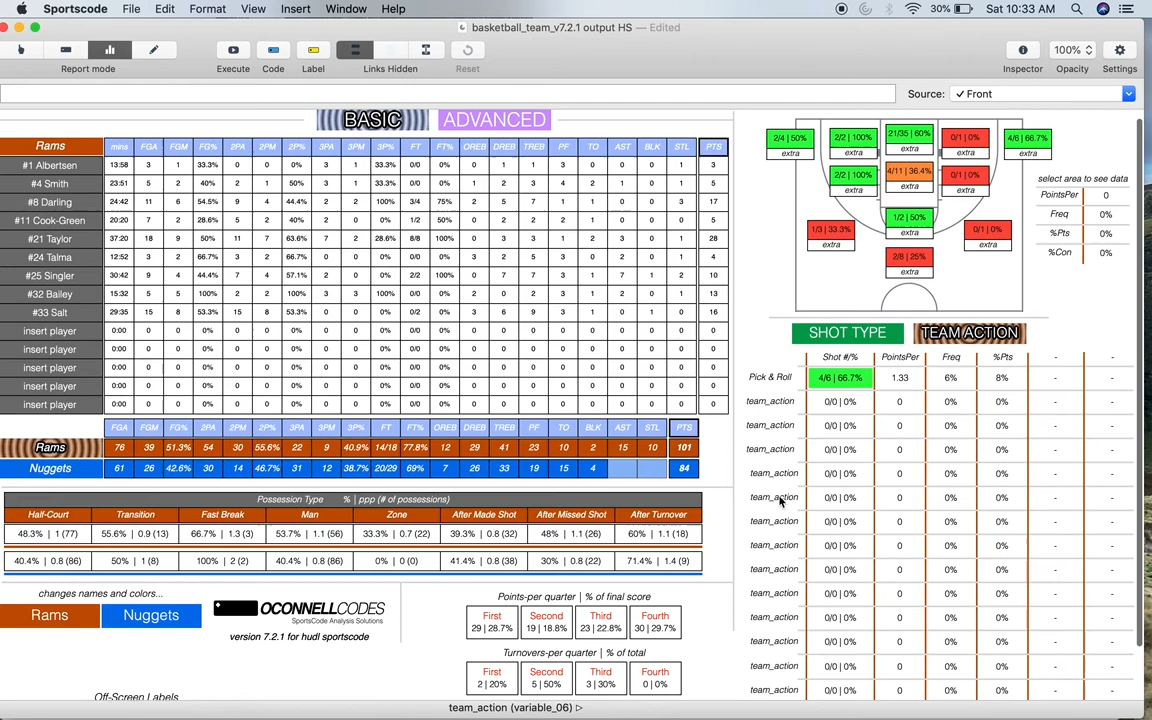 Sportscode File Edit Format View Insert Window Help 30% Sat 10:33 AM
basketball_team_v7.2.1 output HS — Edited
100%
Report mode Execute Code Label Links Hidden Reset Inspector Opacity Settings
Source: ✓ Front
BASIC ADVANCED
Rams mins FGA FGM FG% 2PA 2PM 2P% 3PA 3PM 3P% FT FT% OREB DREB TREB PF TO AST BLK STL PTS
#1 Albertsen 13:58 3 1 33.3% 0 0 0% 3 1 33.3% 0/0 0% 0 1 1 3 0 0 0 1 3
#4 Smith 23:51 5 2 40% 2 1 50% 3 1 33.3% 0/0 0% 1 2 3 4 2 1 0 1 5
#8 Darling 24:42 11 6 54.5% 9 4 44.4% 2 2 100% 3/4 75% 2 5 7 1 1 0 0 3 17
#11 Cook-Green 20:20 7 2 28.6% 5 2 40% 2 0 0% 1/2 50% 0 2 2 2 1 0 0 0 5
#21 Taylor 37:20 18 9 50% 11 7 63.6% 7 2 28.6% 8/8 100% 0 3 3 1 2 3 0 1 28
#24 Talma 12:52 3 2 66.7% 3 2 66.7% 0 0 0% 0/0 0% 3 2 5 3 0 2 0 1 4
#25 Singler 30:42 9 4 44.4% 7 4 57.1% 2 0 0% 2/2 100% 0 7 7 3 1 7 1 2 10
#32 Bailey 15:32 5 5 100% 2 2 100% 3 3 100% 0/0 0% 2 0 2 3 1 2 0 0 13
#33 Salt 29:35 15 8 53.3% 15 8 53.3% 0 0 0% 0/2 0% 3 6 9 3 1 0 1 0 16
insert player 0:00 0 0 0% 0 0 0% 0 0 0% 0/0 0% 0 0 0 0 0 0 0 0 0
insert player 0:00 0 0 0% 0 0 0% 0 0 0% 0/0 0% 0 0 0 0 0 0 0 0 0
insert player 0:00 0 0 0% 0 0 0% 0 0 0% 0/0 0% 0 0 0 0 0 0 0 0 0
insert player 0:00 0 0 0% 0 0 0% 0 0 0% 0/0 0% 0 0 0 0 0 0 0 0 0
insert player 0:00 0 0 0% 0 0 0% 0 0 0% 0/0 0% 0 0 0 0 0 0 0 0 0
FGA FGM FG% 2PA 2PM 2P% 3PA 3PM 3P% FT FT% OREB DREB TREB PF TO BLK AST STL PTS
Rams 76 39 51.3% 54 30 55.6% 22 9 40.9% 14/18 77.8% 12 29 41 23 10 2 15 10 101
Nuggets 61 26 42.6% 30 14 46.7% 31 12 38.7% 20/29 69% 7 26 33 19 15 4 84
Possession Type % | ppp (# of possessions)
Half-Court Transition Fast Break Man Zone After Made Shot After Missed Shot After Turnover
48.3% | 1 (77) 55.6% | 0.9 (13) 66.7% | 1.3 (3) 53.7% | 1.1 (56) 33.3% | 0.7 (22) 39.3% | 0.8 (32) 48% | 1.1 (26) 60% | 1.1 (18)
40.4% | 0.8 (86) 50% | 1 (8) 100% | 2 (2) 40.4% | 0.8 (86) 0% | 0 (0) 41.4% | 0.8 (38) 30% | 0.8 (22) 71.4% | 1.4 (9)
changes names and colors...
Rams Nuggets
OCONNELLCODES
SportsCode Analysis Solutions
version 7.2.1 for hudl sportscode
Off-Screen Labels
Points-per quarter | % of final score
First Second Third Fourth
29 | 28.7% 19 | 18.8% 23 | 22.8% 30 | 29.7%
Turnovers-per quarter | % of total
First Second Third Fourth
2 | 20% 5 | 50% 3 | 30% 0 | 0%
2/4 | 50% 2/2 | 100% 21/35 | 60% 0/1 | 0% 4/6 | 66.7%
extra extra extra extra extra
2/2 | 100% 4/11 | 36.4% 0/1 | 0%
extra extra extra
1/3 | 33.3% 1/2 | 50% 0/1 | 0%
extra extra extra
2/8 | 25%
extra
select area to see data
PointsPer 0
Freq 0%
%Pts 0%
%Con 0%
SHOT TYPE TEAM ACTION
Shot #/% PointsPer Freq %Pts - -
Pick & Roll 4/6 | 66.7% 1.33 6% 8% - -
team_action 0/0 | 0% 0 0% 0% - -
team_action 0/0 | 0% 0 0% 0% - -
team_action 0/0 | 0% 0 0% 0% - -
team_action 0/0 | 0% 0 0% 0% - -
team_action 0/0 | 0% 0 0% 0% - -
team_action 0/0 | 0% 0 0% 0% - -
team_action 0/0 | 0% 0 0% 0% - -
team_action 0/0 | 0% 0 0% 0% - -
team_action 0/0 | 0% 0 0% 0% - -
team_action 0/0 | 0% 0 0% 0% - -
team_action 0/0 | 0% 0 0% 0% - -
team_action 0/0 | 0% 0 0% 0% - -
team_action 0/0 | 0% 0 0% 0% - -
team_action (variable_06) ▷